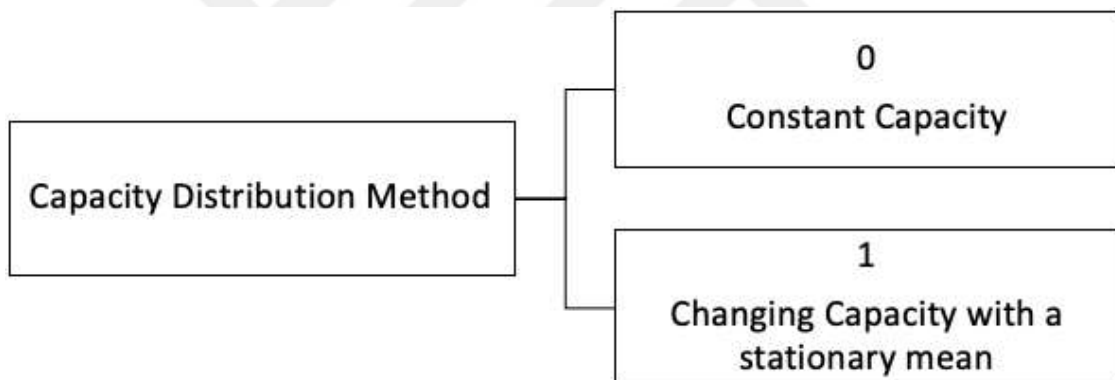 Capacity Distribution Method
0
Constant Capacity
1
Changing Capacity with a
stationary mean